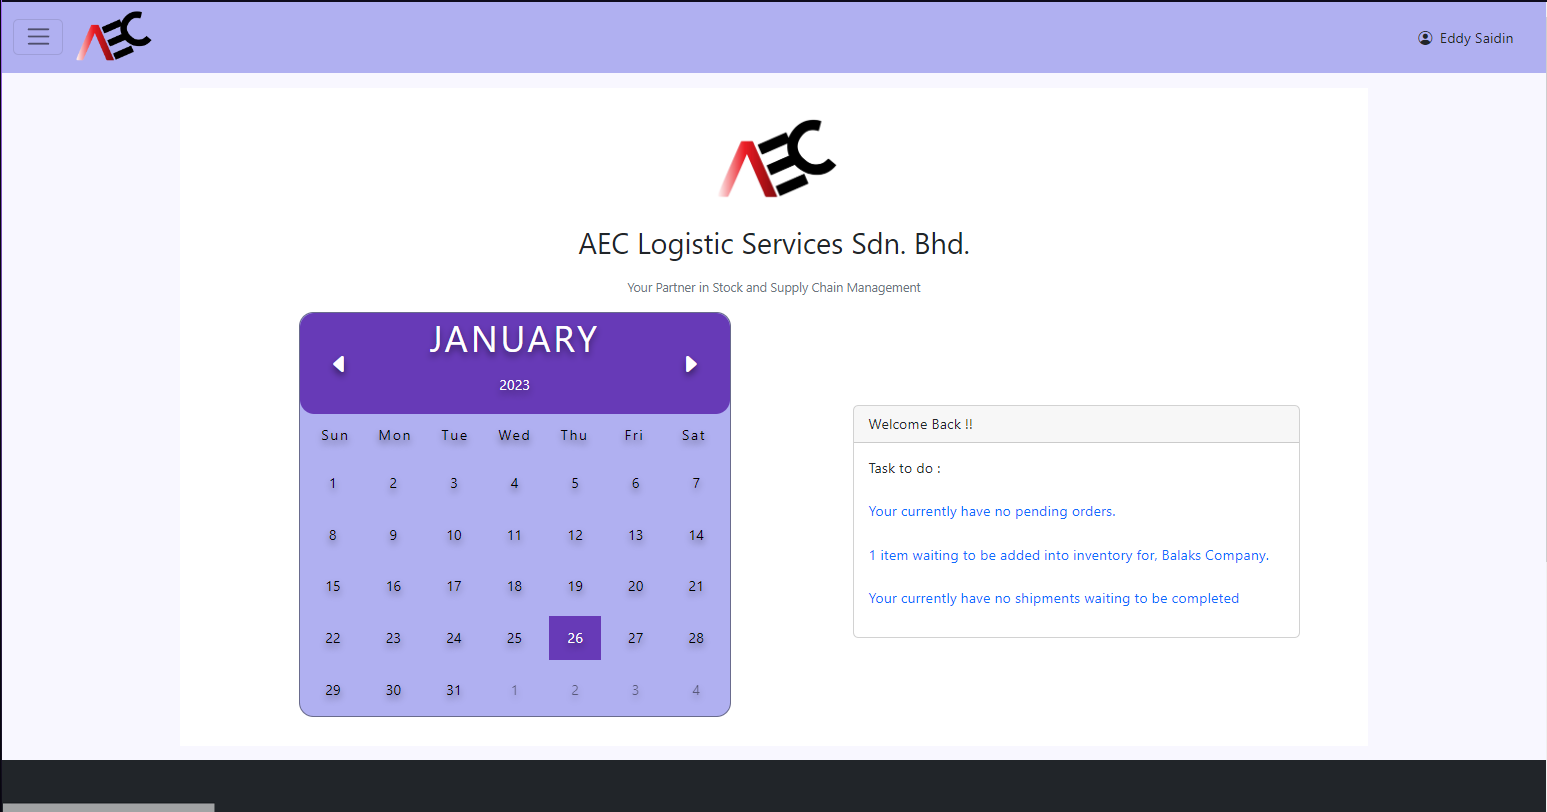 AEC
Eddy Saidin
AEC
AEC Logistic Services Sdn. Bhd.
Your Partner in Stock and Supply Chain Management
JANUARY
2023
Sun Mon Tue Wed Thu Fri Sat
1 2 3 4 5 6 7
8 9 10 11 12 13 14
15 16 17 18 19 20 21
22 23 24 25 26 27 28
29 30 31 1 2 3 4
Welcome Back !!
Task to do :
Your currently have no pending orders.
1 item waiting to be added into inventory for, Balaks Company.
Your currently have no shipments waiting to be completed